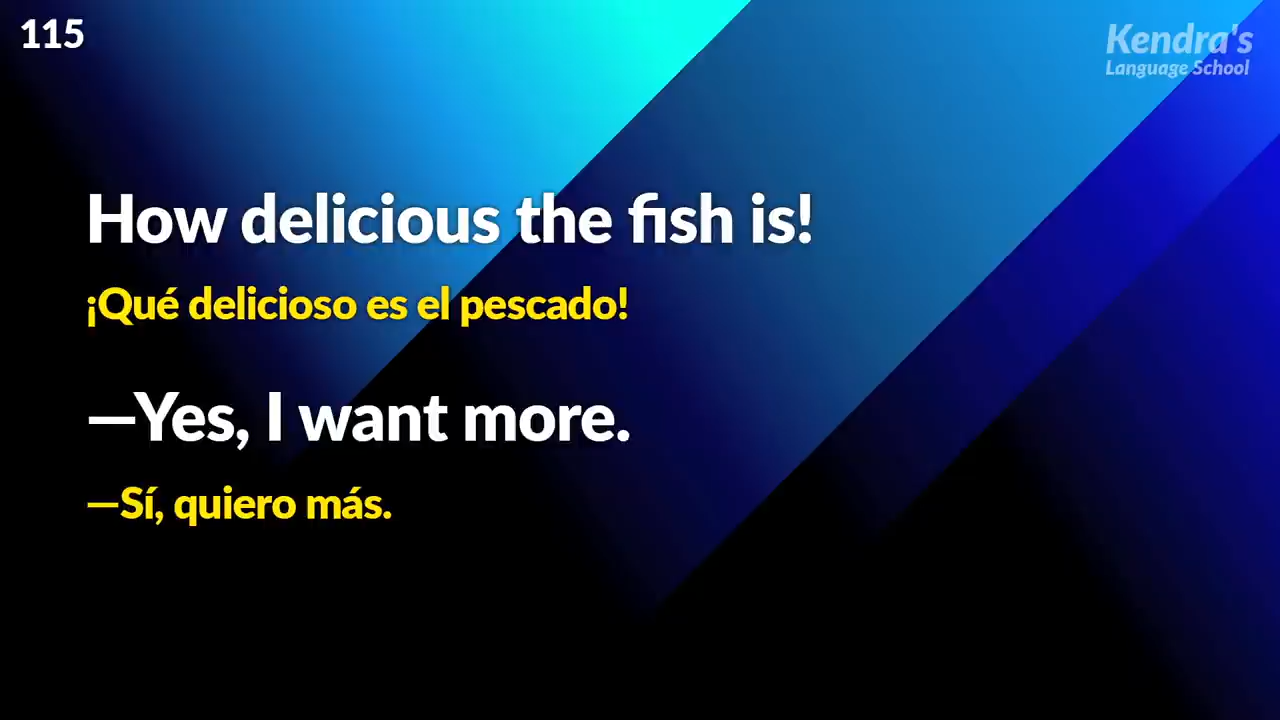 115
Kendra's
Language School
How delicious the fish is!
¡Qué delicioso es el pescado!
—Yes, I want more.
—Sí, quiero más.